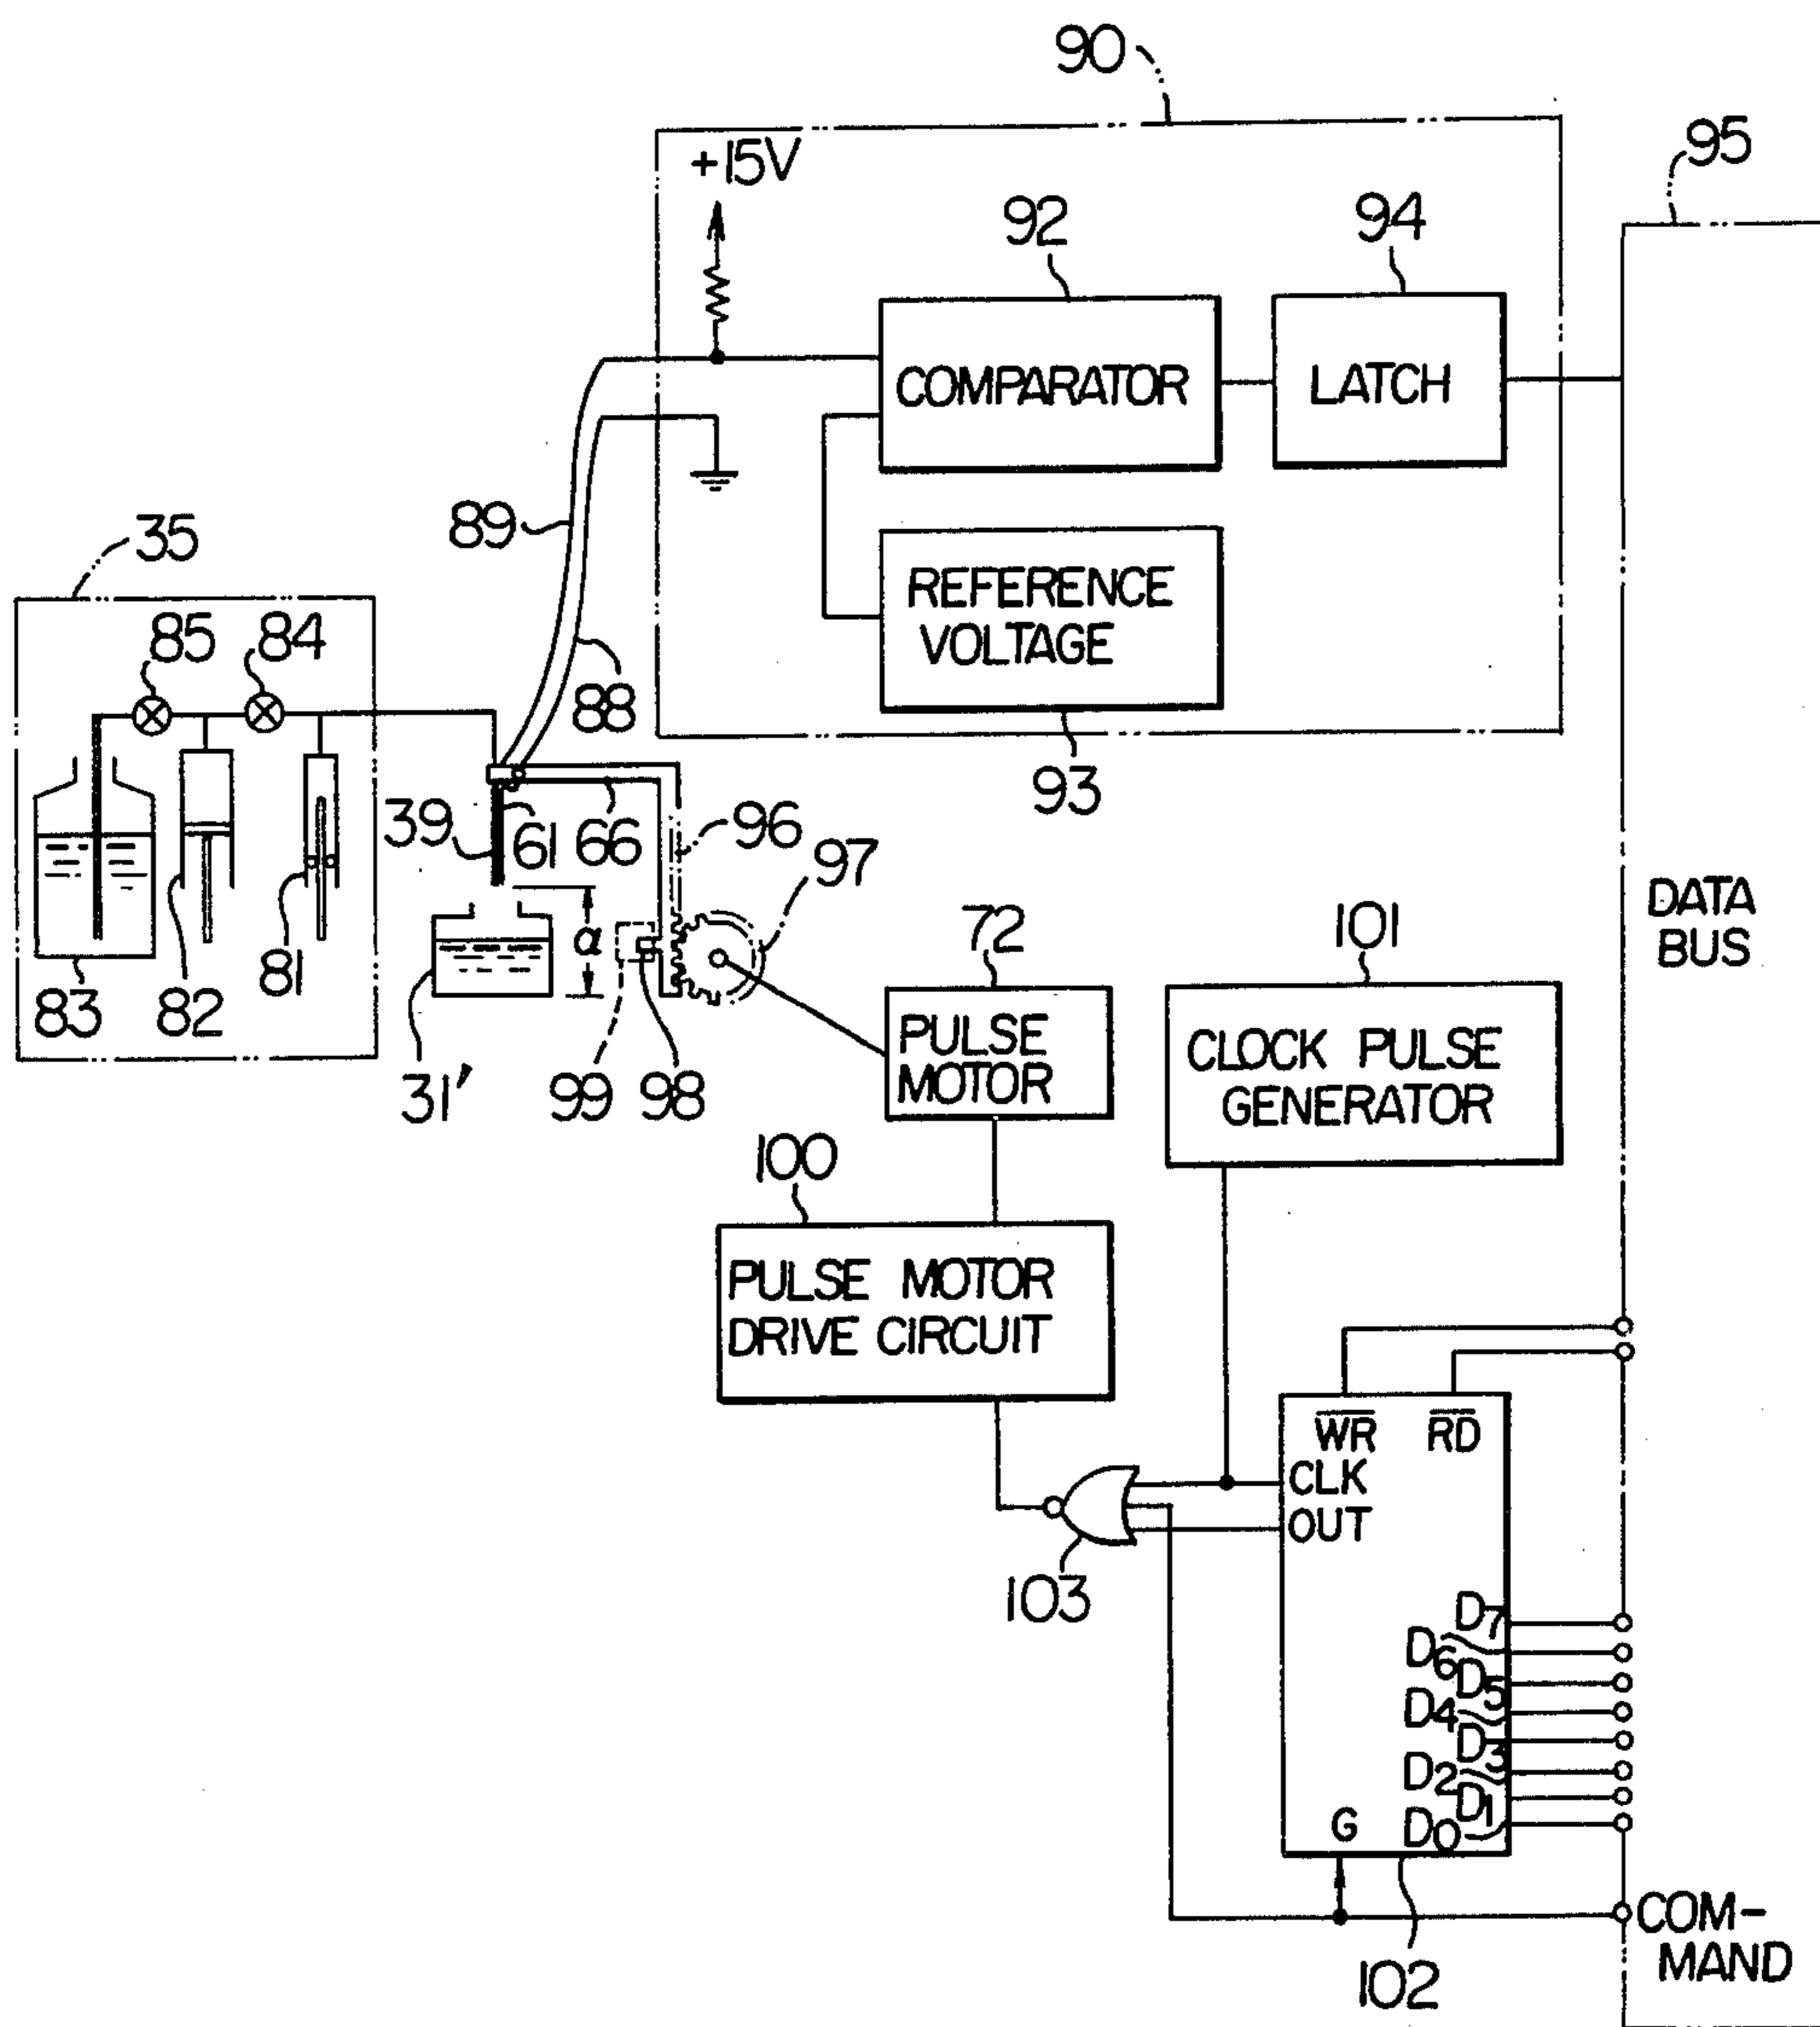 90
95
+15V
92
94
COMPARATOR
LATCH
89
35
REFERENCE
VOLTAGE
85
84
88
93
39
61
66
96
97
DATA
BUS
α
72
101
83
82
81
31'
99
98
PULSE
MOTOR
CLOCK PULSE
GENERATOR
100
PULSE MOTOR
DRIVE CIRCUIT
WR
RD
CLK
OUT
103
D7
D6
D5
D4
D3
D2
D1
D0
G
COM-
MAND
102